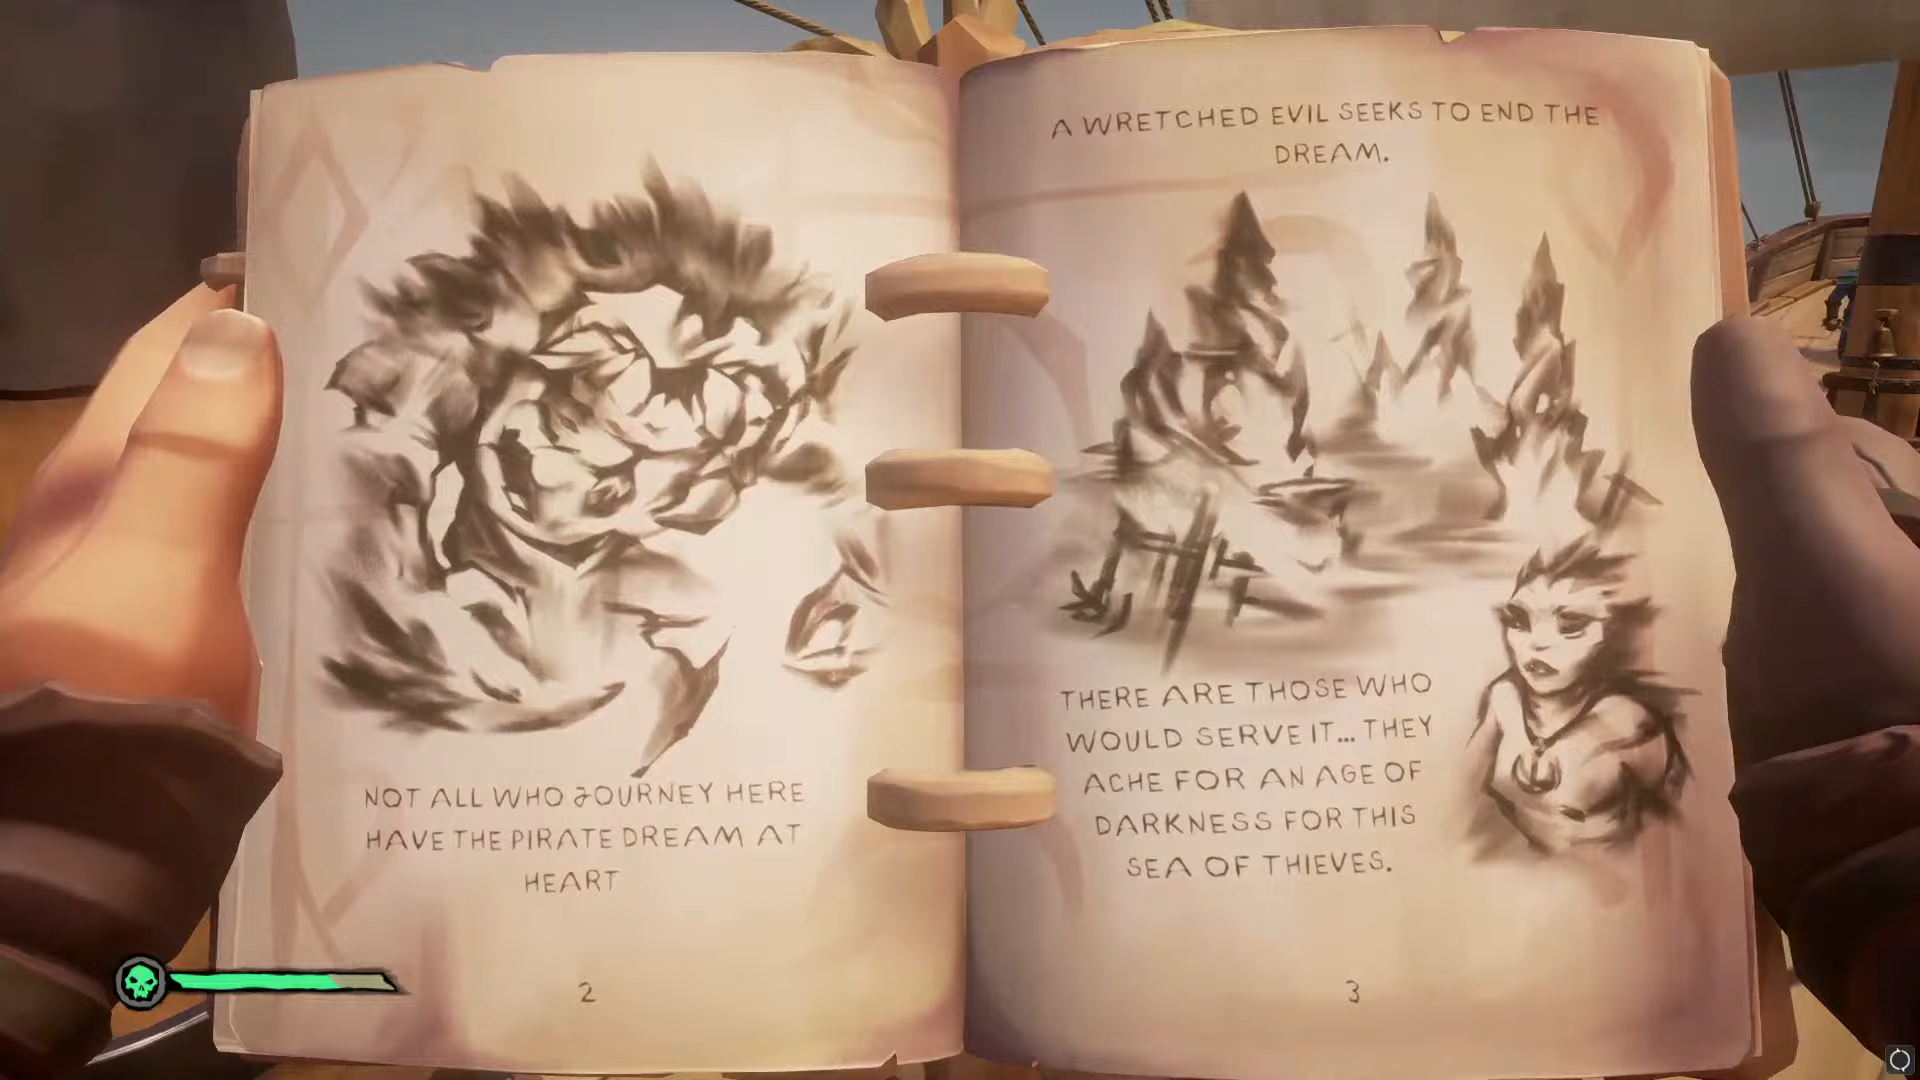 NOT ALL WHO JOURNEY HERE
HAVE THE PIRATE DREAM AT
HEART
2
A WRETCHED EVIL SEEKS TO END THE
DREAM.
THERE ARE THOSE WHO
WOULD SERVE IT... THEY
ACHE FOR AN AGE OF
DARKNESS FOR THIS
SEA OF THIEVES.
3